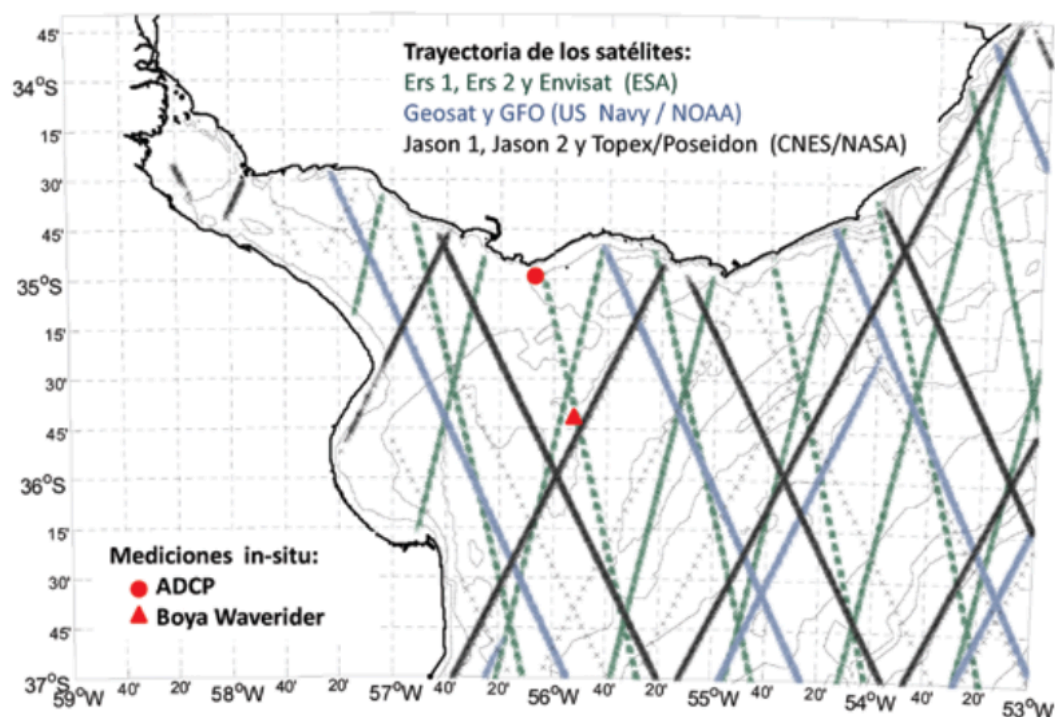 Trayectoria de los satélites:
Ers 1, Ers 2 y Envisat (ESA)
Geosat y GFO (US Navy / NOAA)
Jason 1, Jason 2 y Topex/Poseidon (CNES/NASA)
45'
34°S
15'
30'
45'
35°S
15'
30'
45'
36°S
15'
30'
45'
37°S
Mediciones in-situ:
ADCP
Boya Waverider
59°W 40' 20' 58°W 40' 20' 57°W 40' 20' 56°W 40' 20' 55°W 40' 20' 54°W 40' 20' 53°W